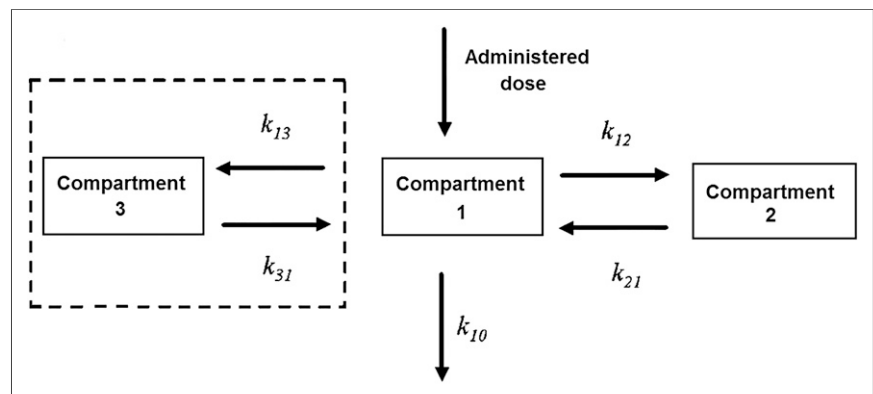 Administered
dose
k13
k12
Compartment
3
Compartment
1
Compartment
2
k31
k21
k10